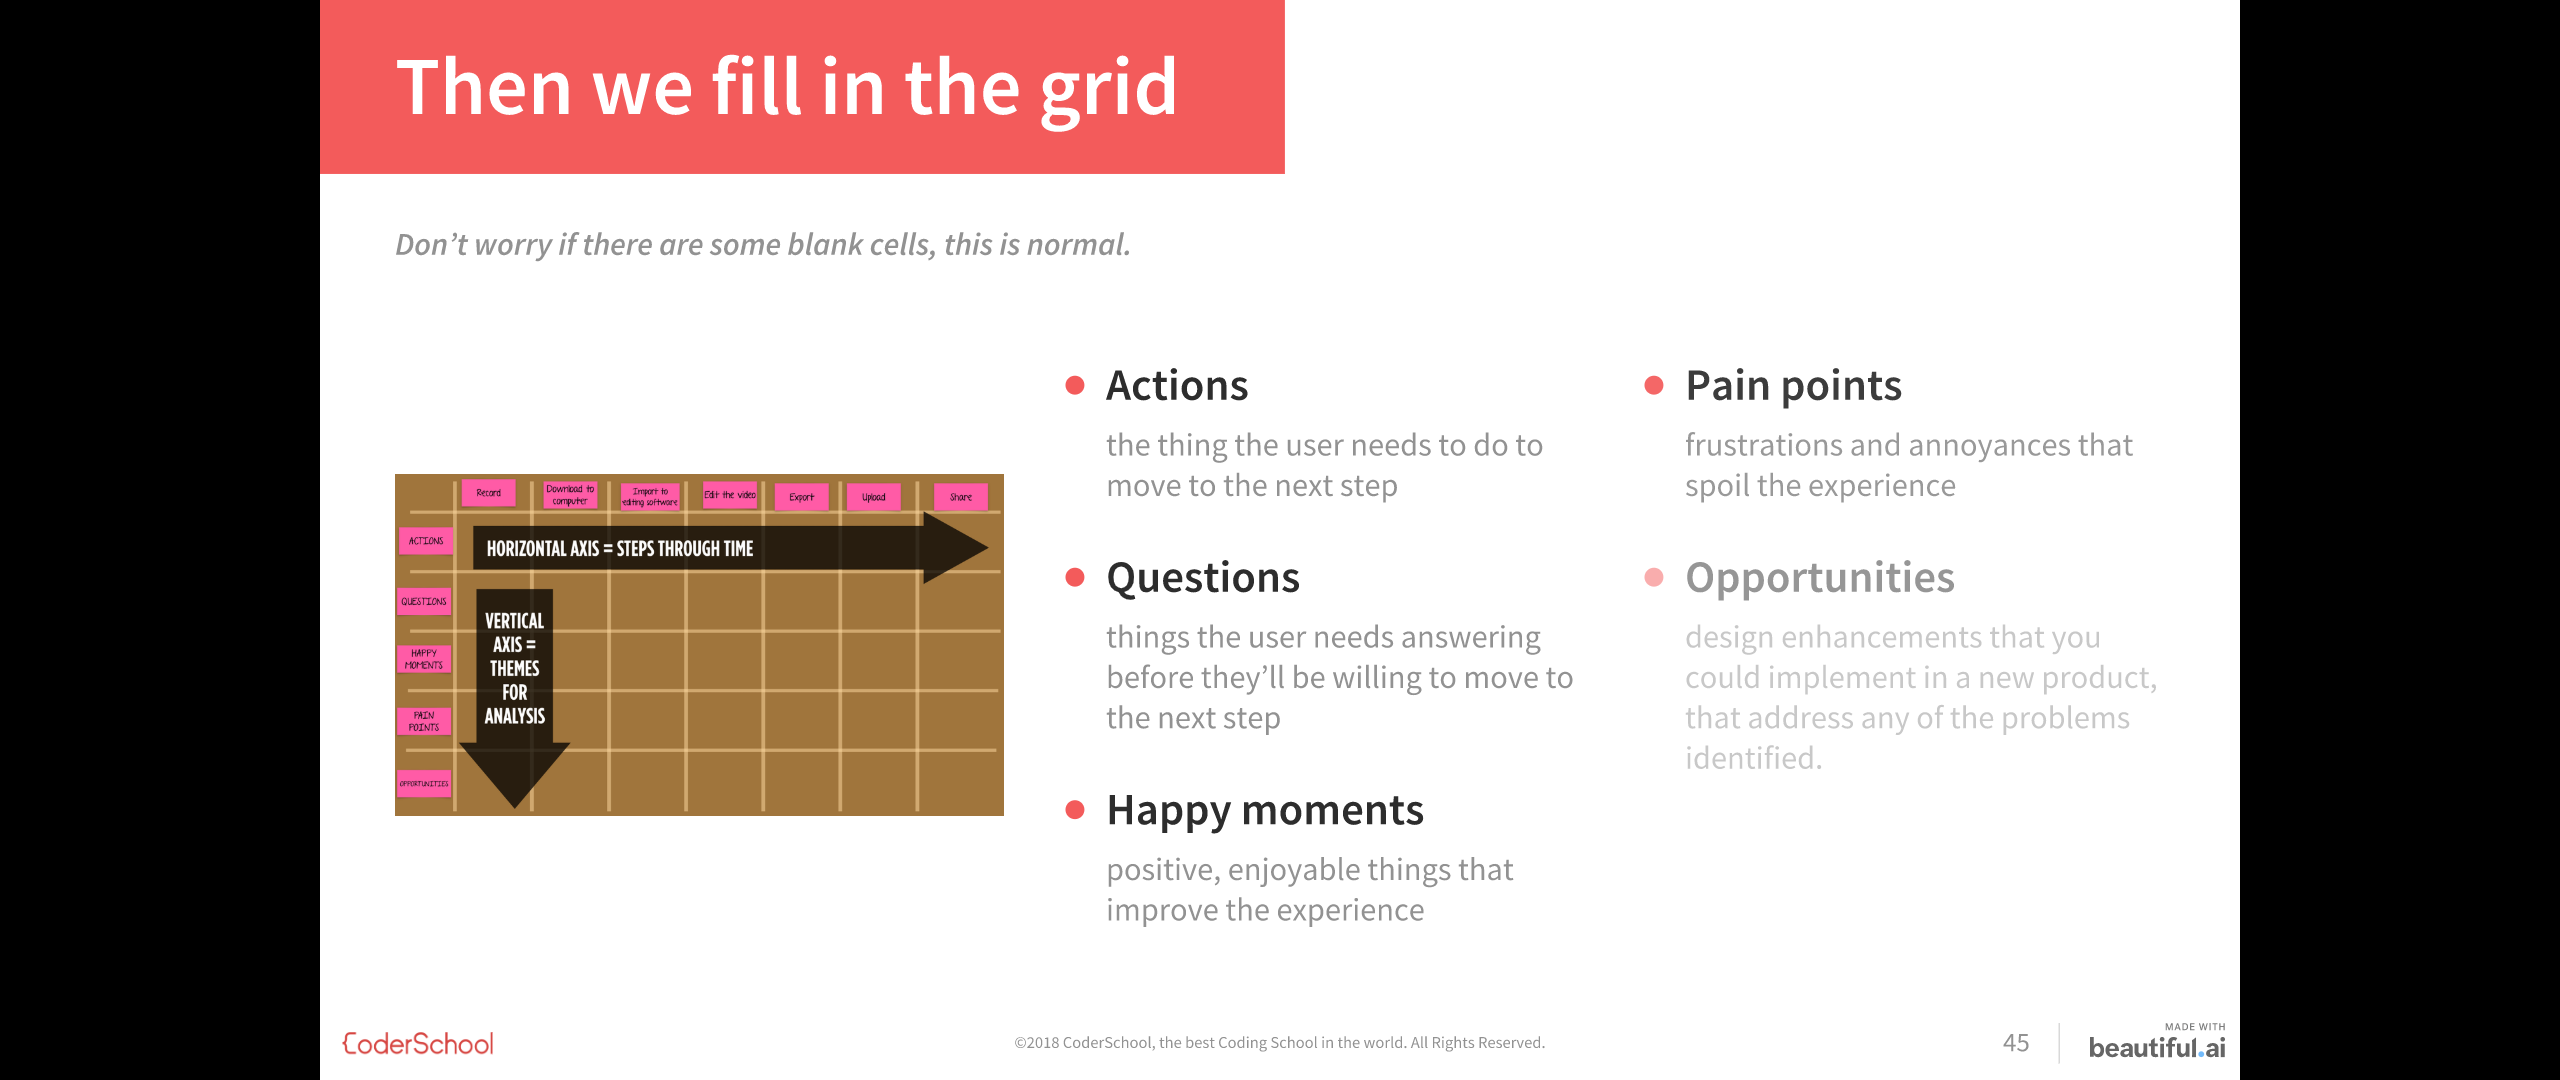 Then we fill in the grid
Don’t worry if there are some blank cells, this is normal.
Record
Download to
computer
Import to
editing software
Edit the video
Export
Upload
Share
ACTIONS
HORIZONTAL AXIS = STEPS THROUGH TIME
QUESTIONS
HAPPY
MOMENTS
PAIN
POINTS
OPPORTUNITIES
VERTICAL
AXIS =
THEMES
FOR
ANALYSIS
Actions
the thing the user needs to do to
move to the next step
Questions
things the user needs answering
before they’ll be willing to move to
the next step
Happy moments
positive, enjoyable things that
improve the experience
Pain points
frustrations and annoyances that
spoil the experience
Opportunities
design enhancements that you
could implement in a new product,
that address any of the problems
identified.
{CoderSchool
©2018 CoderSchool, the best Coding School in the world. All Rights Reserved.
45
MADE WITH
beautiful.ai